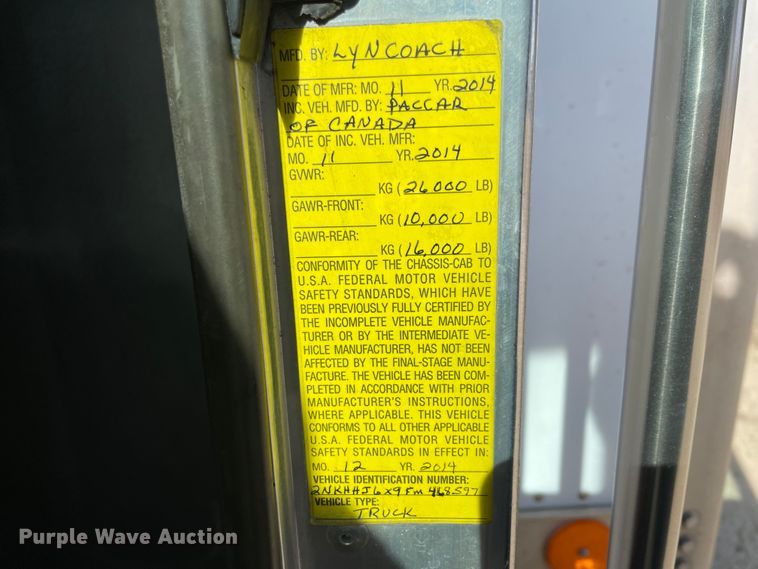 MFD. BY: LYNCOACH
DATE OF MFR: MO. 11 YR. 2014
INC. VEH. MFD. BY: PACCAR
OF CANADA
DATE OF INC. VEH. MFR:
MO. 11 YR. 2014
GVWR:
KG (26,000 LB)
GAWR-FRONT:
KG (10,000 LB)
GAWR-REAR:
KG (16,000 LB)
CONFORMITY OF THE CHASSIS-CAB TO
U.S.A. FEDERAL MOTOR VEHICLE
SAFETY STANDARDS, WHICH HAVE
BEEN PREVIOUSLY FULLY CERTIFIED BY
THE INCOMPLETE VEHICLE MANUFAC-
TURER OR BY THE INTERMEDIATE VE-
HICLE MANUFACTURER, HAS NOT BEEN
AFFECTED BY THE FINAL-STAGE MANU-
FACTURE. THE VEHICLE HAS BEEN COM-
PLETED IN ACCORDANCE WITH PRIOR
MANUFACTURER'S INSTRUCTIONS,
WHERE APPLICABLE. THIS VEHICLE
CONFORMS TO ALL OTHER APPLICABLE
U.S.A. FEDERAL MOTOR VEHICLE
SAFETY STANDARDS IN EFFECT IN:
MO. 12 YR. 2014
VEHICLE IDENTIFICATION NUMBER:
2NKHHJ6X9FM468597
VEHICLE TYPE:
TRUCK
Purple Wave Auction